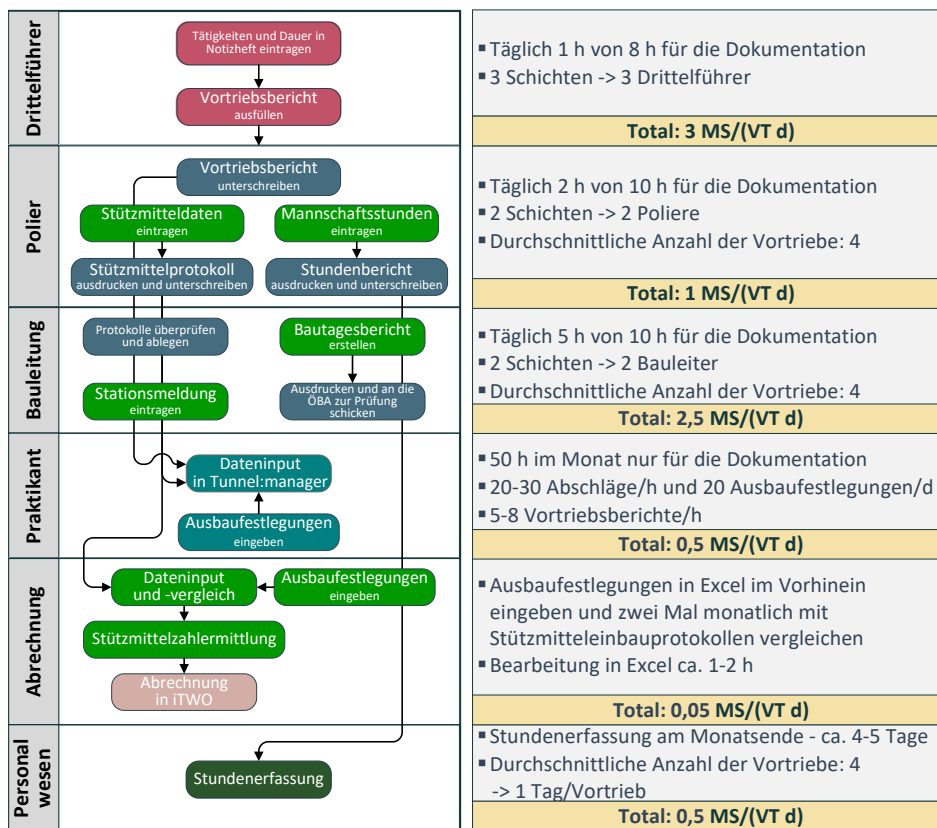 Drittelführer
Tätigkeiten und Dauer in
Notizheft eintragen
Vortriebsbericht
ausfüllen
▪ Täglich 1 h von 8 h für die Dokumentation
▪ 3 Schichten -> 3 Drittelführer
Total: 3 MS/(VT d)
Polier
Vortriebsbericht
unterschreiben
Stützmitteldaten
eintragen
Mannschaftsstunden
eintragen
Stützmittelprotokoll
ausdrucken und unterschreiben
Stundenbericht
ausdrucken und unterschreiben
▪ Täglich 2 h von 10 h für die Dokumentation
▪ 2 Schichten -> 2 Poliere
▪ Durchschnittliche Anzahl der Vortriebe: 4
Total: 1 MS/(VT d)
Bauleitung
Protokolle überprüfen
und ablegen
Bautagesbericht
erstellen
Stationsmeldung
eintragen
Ausdrucken und an die
ÖBA zur Prüfung
schicken
▪ Täglich 5 h von 10 h für die Dokumentation
▪ 2 Schichten -> 2 Bauleiter
▪ Durchschnittliche Anzahl der Vortriebe: 4
Total: 2,5 MS/(VT d)
Praktikant
Dateninput
in Tunnel:manager
Ausbaufestlegungen
eingeben
▪ 50 h im Monat nur für die Dokumentation
▪ 20-30 Abschläge/h und 20 Ausbaufestlegungen/d
▪ 5-8 Vortriebsberichte/h
Total: 0,5 MS/(VT d)
Abrechnung
Dateninput
und -vergleich
Ausbaufestlegungen
eingeben
Stützmittelzahlermittlung
Abrechnung
in iTWO
▪ Ausbaufestlegungen in Excel im Vorhinein
eingeben und zwei Mal monatlich mit
Stützmitteleinbauprotokollen vergleichen
▪ Bearbeitung in Excel ca. 1-2 h
Total: 0,05 MS/(VT d)
Personal
wesen
Stundenerfassung
▪ Stundenerfassung am Monatsende - ca. 4-5 Tage
▪ Durchschnittliche Anzahl der Vortriebe: 4
-> 1 Tag/Vortrieb
Total: 0,5 MS/(VT d)